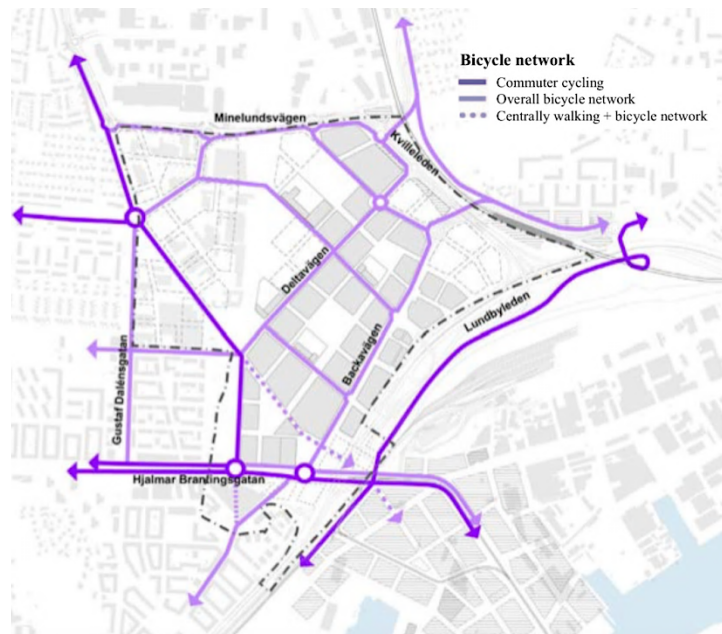 Bicycle network
Commuter cycling
Overall bicycle network
Centrally walking + bicycle network
Minelundsvägen
Kvilleleden
Deltavägen
Lundbyleden
Backavägen
Gustaf Dalénsgatan
Hjalmar Brantingsgatan